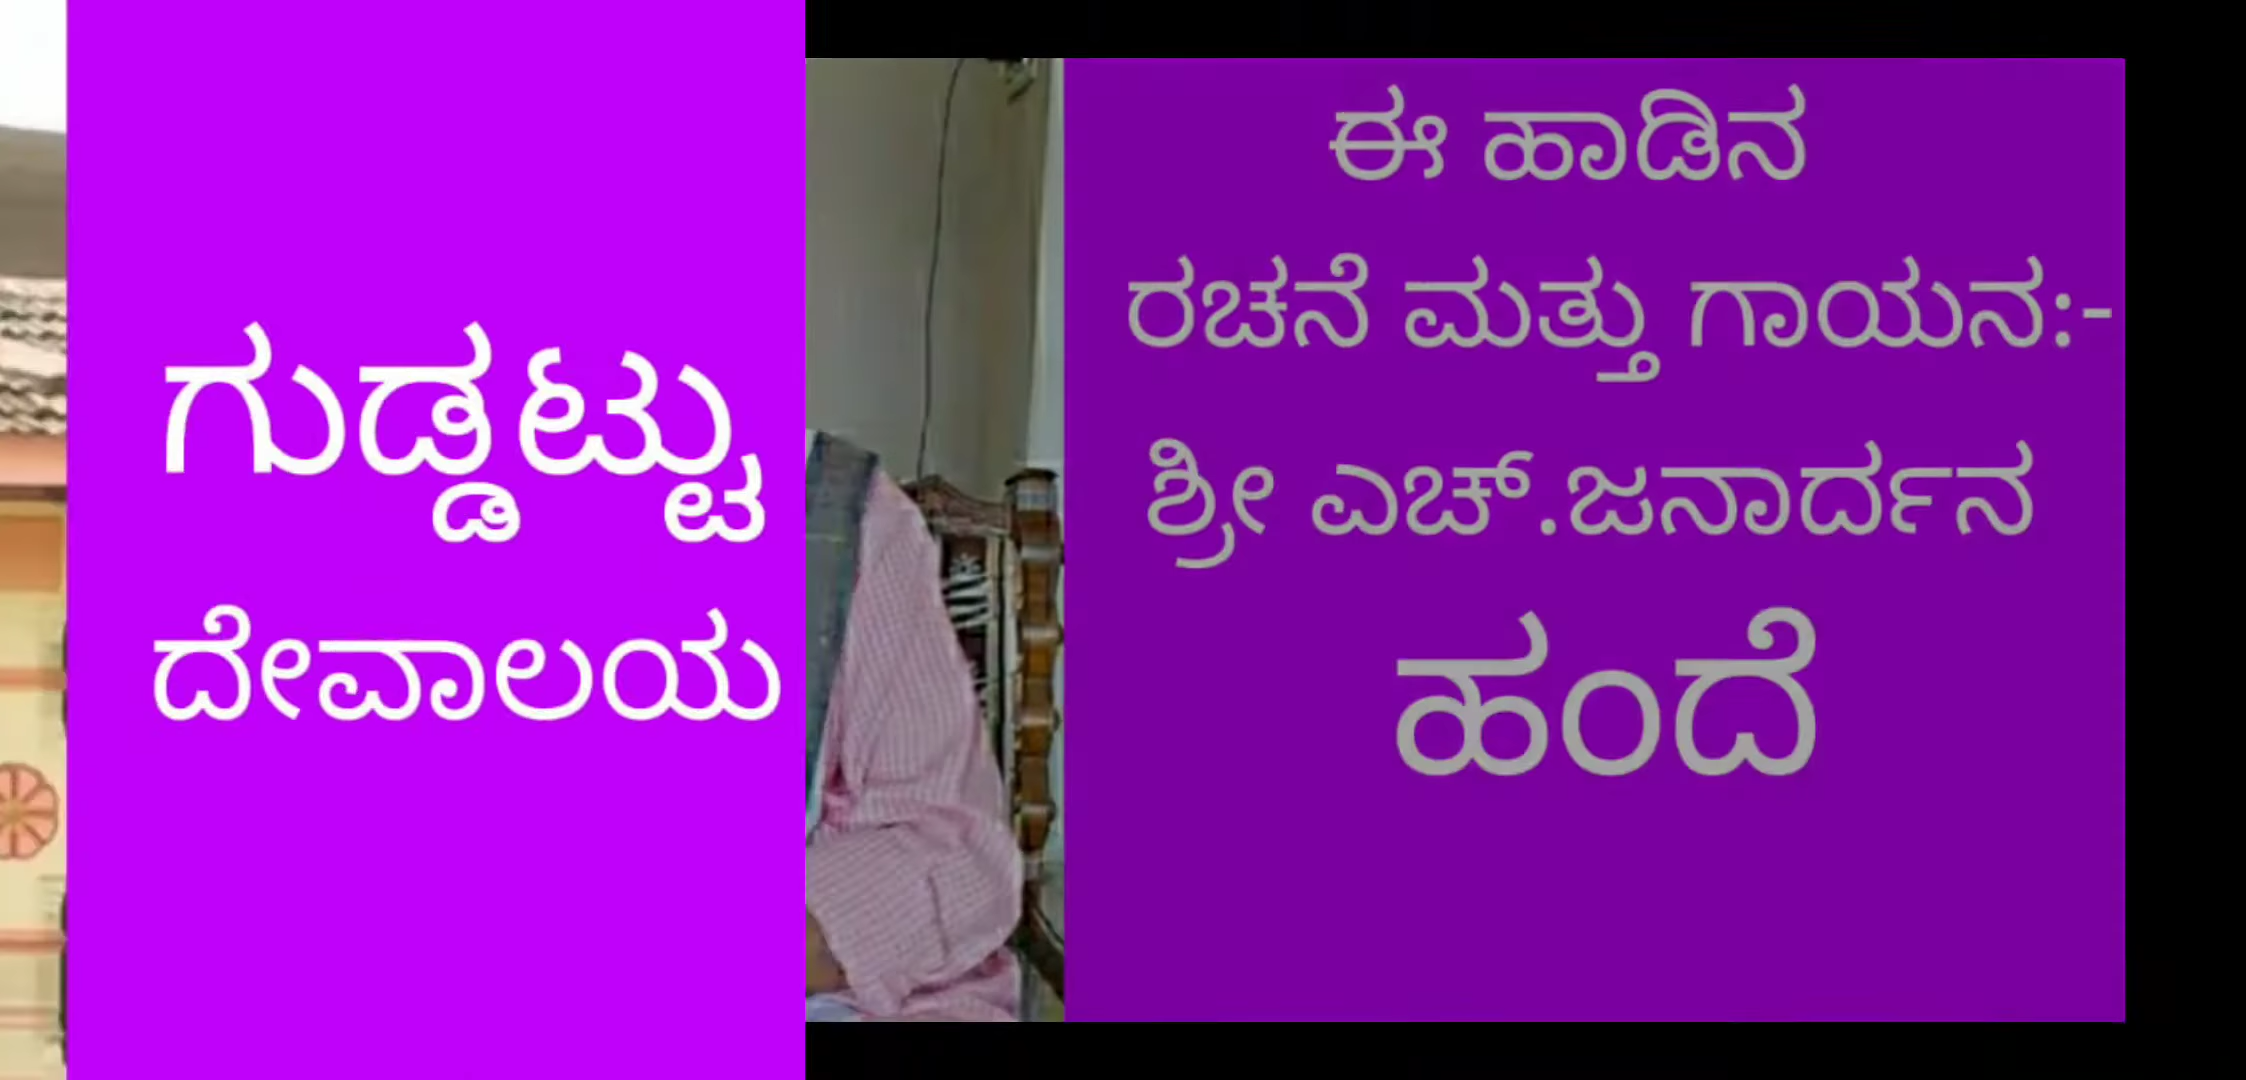 ಗುಡ್ಡಟ್ಟು
ದೇವಾಲಯ
ಈ ಹಾಡಿನ
ರಚನೆ ಮತ್ತು ಗಾಯನ:-
ಶ್ರೀ ಎಚ್.ಜನಾರ್ದನ
ಹಂದೆ